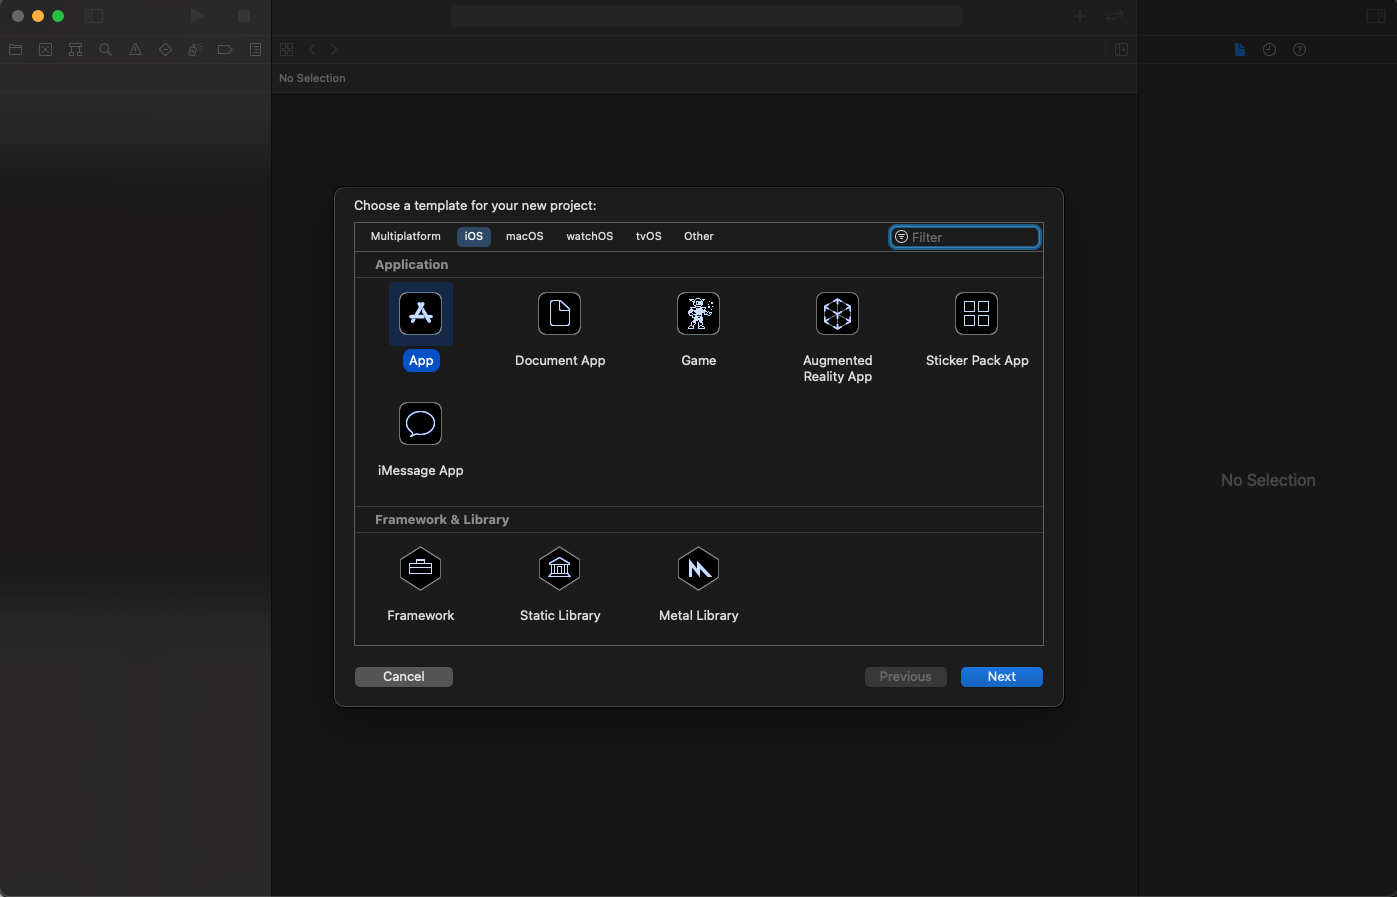 No Selection
Choose a template for your new project:
Multiplatform iOS macOS watchOS tvOS Other Filter
Application
App Document App Game Augmented Reality App Sticker Pack App
iMessage App
Framework & Library
Framework Static Library Metal Library
Cancel Previous Next
No Selection